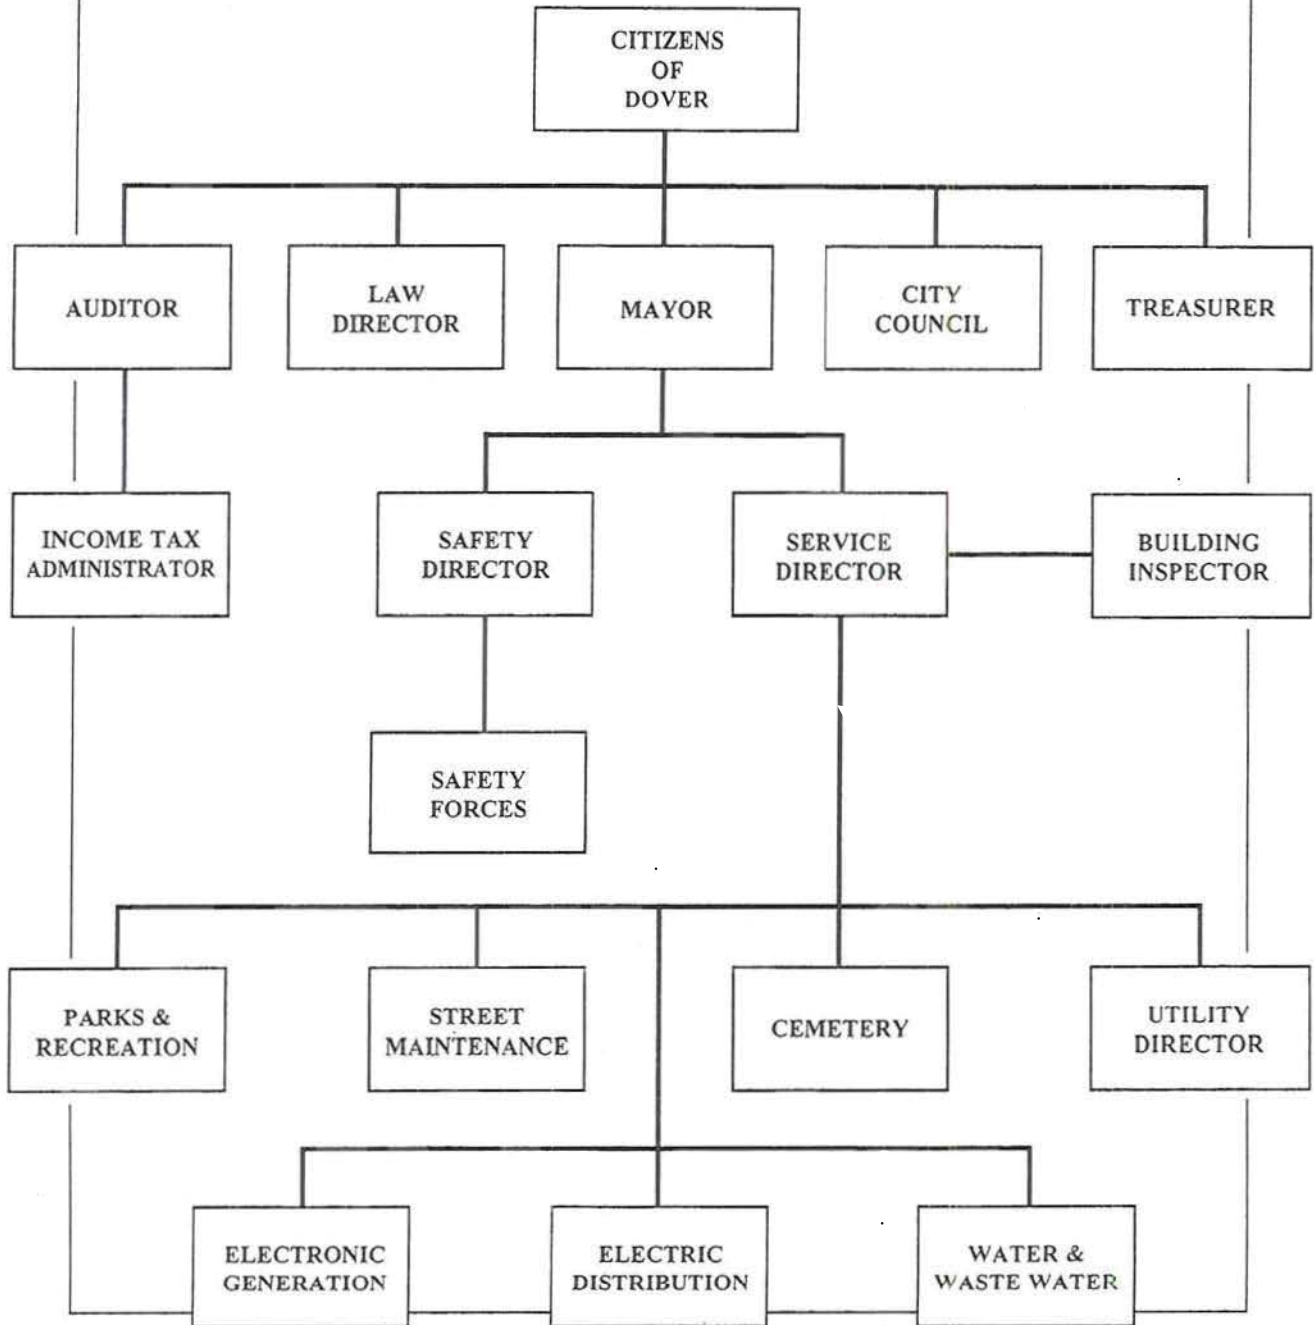 CITIZENS
OF
DOVER
AUDITOR
LAW
DIRECTOR
MAYOR
CITY
COUNCIL
TREASURER
INCOME TAX
ADMINISTRATOR
SAFETY
DIRECTOR
SERVICE
DIRECTOR
BUILDING
INSPECTOR
SAFETY
FORCES
PARKS &
RECREATION
STREET
MAINTENANCE
CEMETERY
UTILITY
DIRECTOR
ELECTRONIC
GENERATION
ELECTRIC
DISTRIBUTION
WATER &
WASTE WATER